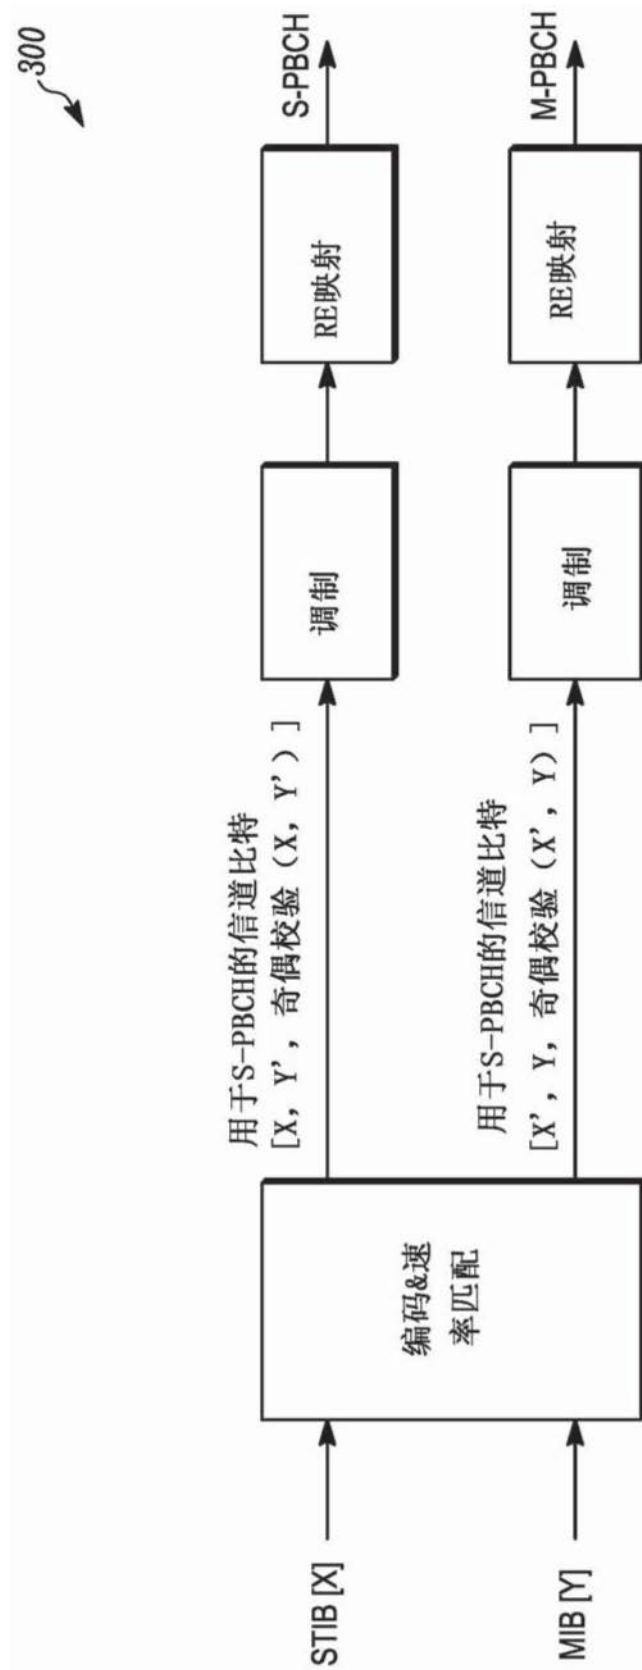 300
STIB [X]
MIB [Y]
编码&速
率匹配
用于S-PBCH的信道比特
[X, Y', 奇偶校验 (X, Y') ]
调制
RE映射
S-PBCH
用于S-PBCH的信道比特
[X', Y, 奇偶校验 (X', Y) ]
调制
RE映射
M-PBCH